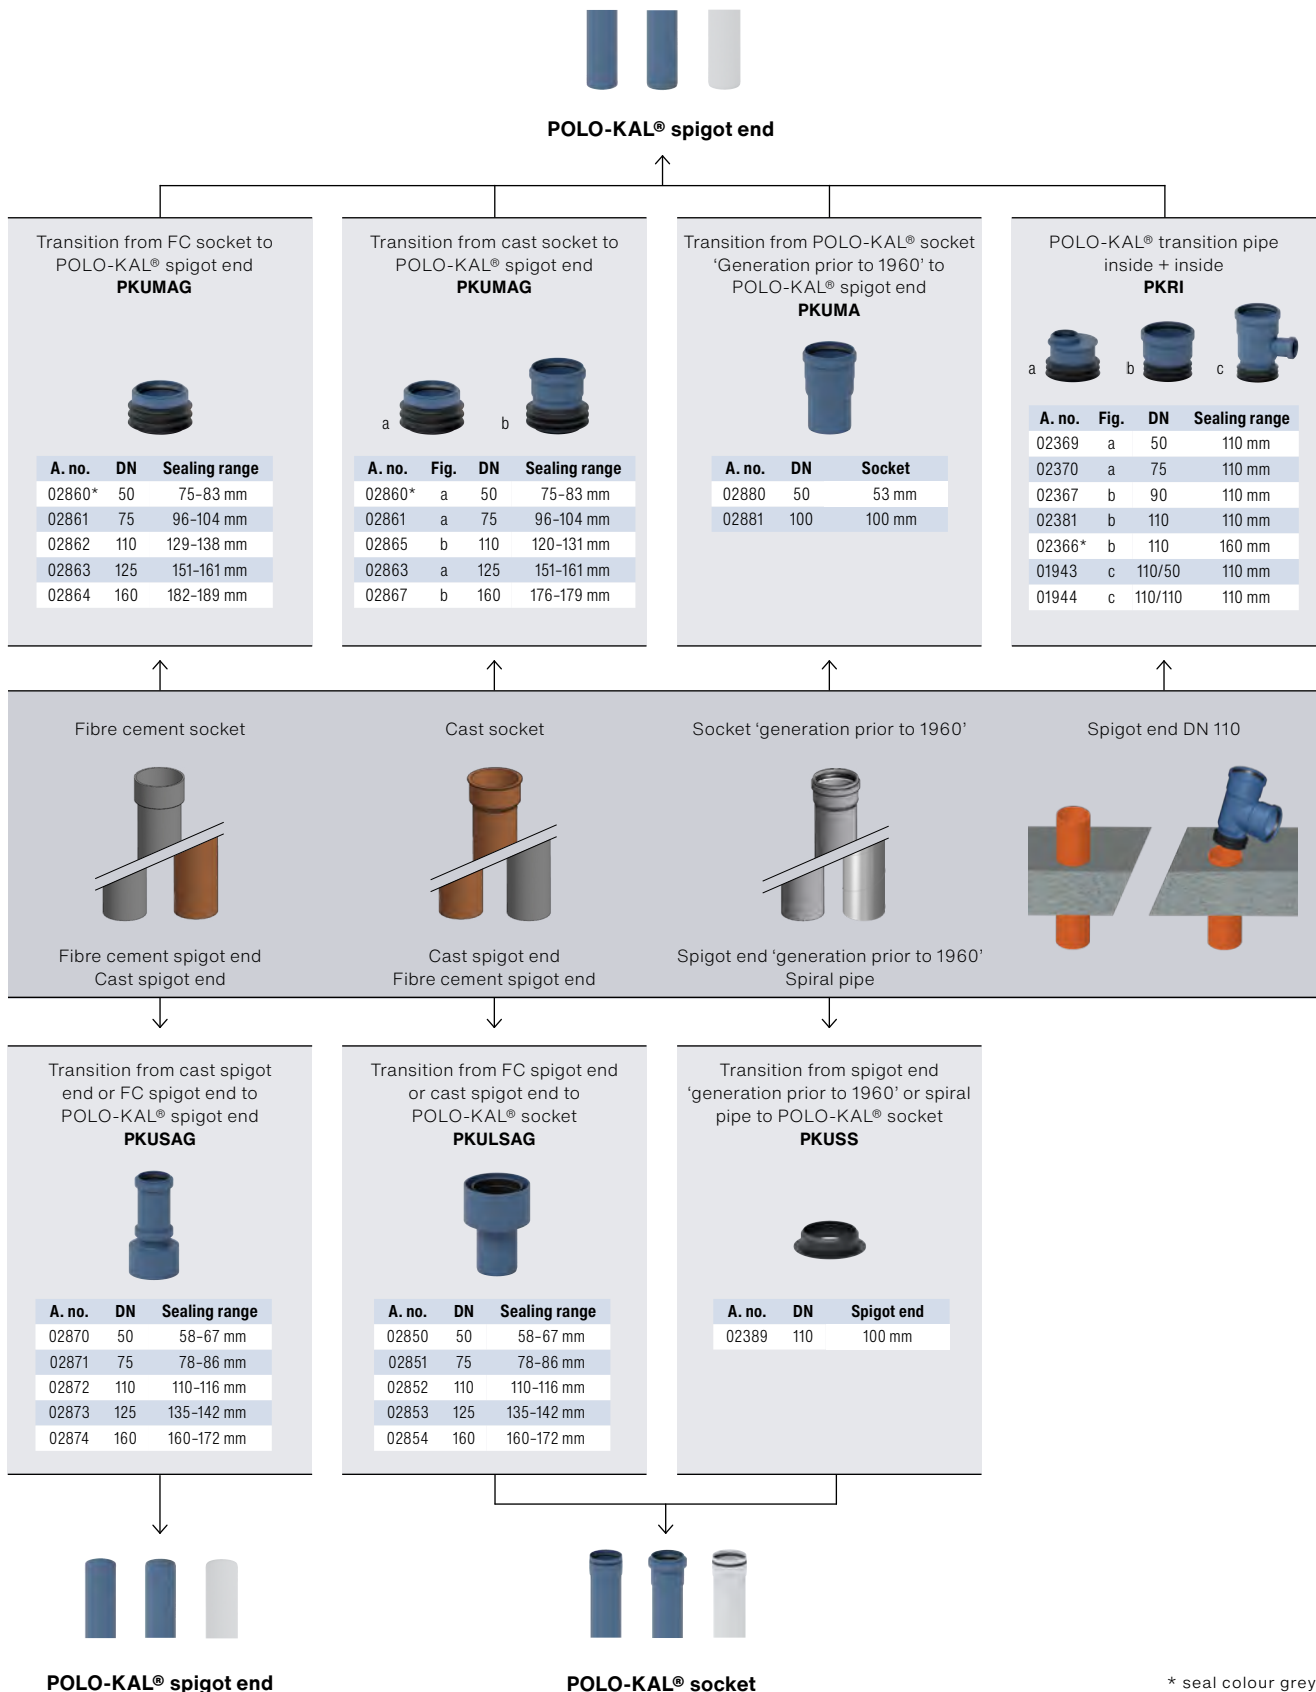 POLO-KAL® spigot end
Transition from FC socket to
POLO-KAL® spigot end
PKUMAG
A. no. DN Sealing range
02860* 50 75–83 mm
02861 75 96–104 mm
02862 110 129–138 mm
02863 125 151–161 mm
02864 160 182–189 mm
Transition from cast socket to
POLO-KAL® spigot end
PKUMAG
a
b
A. no. Fig. DN Sealing range
02860* a 50 75–83 mm
02861 a 75 96–104 mm
02865 b 110 120–131 mm
02863 a 125 151–161 mm
02867 b 160 176–179 mm
Transition from POLO-KAL® socket
‘Generation prior to 1960’ to
POLO-KAL® spigot end
PKUMA
A. no. DN Socket
02880 50 53 mm
02881 100 100 mm
POLO-KAL® transition pipe
inside + inside
PKRI
a
b
c
A. no. Fig. DN Sealing range
02369 a 50 110 mm
02370 a 75 110 mm
02367 b 90 110 mm
02381 b 110 110 mm
02366* b 110 160 mm
01943 c 110/50 110 mm
01944 c 110/110 110 mm
Fibre cement socket
Cast socket
Socket ‘generation prior to 1960’
Spigot end DN 110
Fibre cement spigot end
Cast spigot end
Cast spigot end
Fibre cement spigot end
Spigot end ‘generation prior to 1960’
Spiral pipe
Transition from cast spigot
end or FC spigot end to
POLO-KAL® spigot end
PKUSAG
A. no. DN Sealing range
02870 50 58–67 mm
02871 75 78–86 mm
02872 110 110–116 mm
02873 125 135–142 mm
02874 160 160–172 mm
Transition from FC spigot end
or cast spigot end to
POLO-KAL® socket
PKULSAG
A. no. DN Sealing range
02850 50 58–67 mm
02851 75 78–86 mm
02852 110 110–116 mm
02853 125 135–142 mm
02854 160 160–172 mm
Transition from spigot end
‘generation prior to 1960’ or spiral
pipe to POLO-KAL® socket
PKUSS
A. no. DN Spigot end
02389 110 100 mm
POLO-KAL® spigot end
POLO-KAL® socket
* seal colour grey